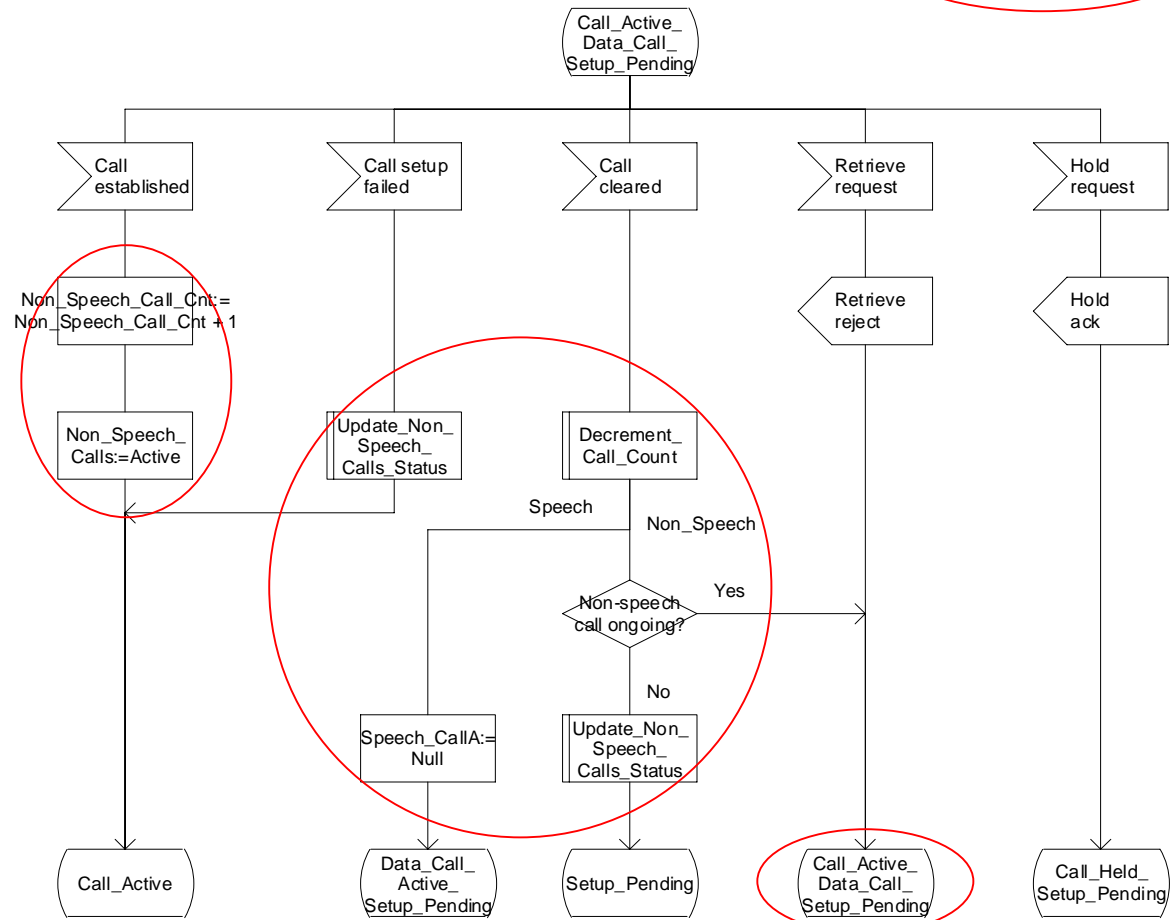 Call_Active_
Data_Call_
Setup_Pending
Call
established
Call setup
failed
Call
cleared
Retrieve
request
Hold
request
Non_Speech_Call_Cnt:=
Non_Speech_Call_Cnt + 1
Retrieve
reject
Hold
ack
Non_Speech_
Calls:=Active
Update_Non_
Speech_
Calls_Status
Decrement_
Call_Count
Speech
Non_Speech
Non-speech
call ongoing?
Yes
No
Speech_CallA:=
Null
Update_Non_
Speech_
Calls_Status
Call_Active
Data_Call_
Active_
Setup_Pending
Setup_Pending
Call_Active_
Data_Call_
Setup_Pending
Call_Held_
Setup_Pending